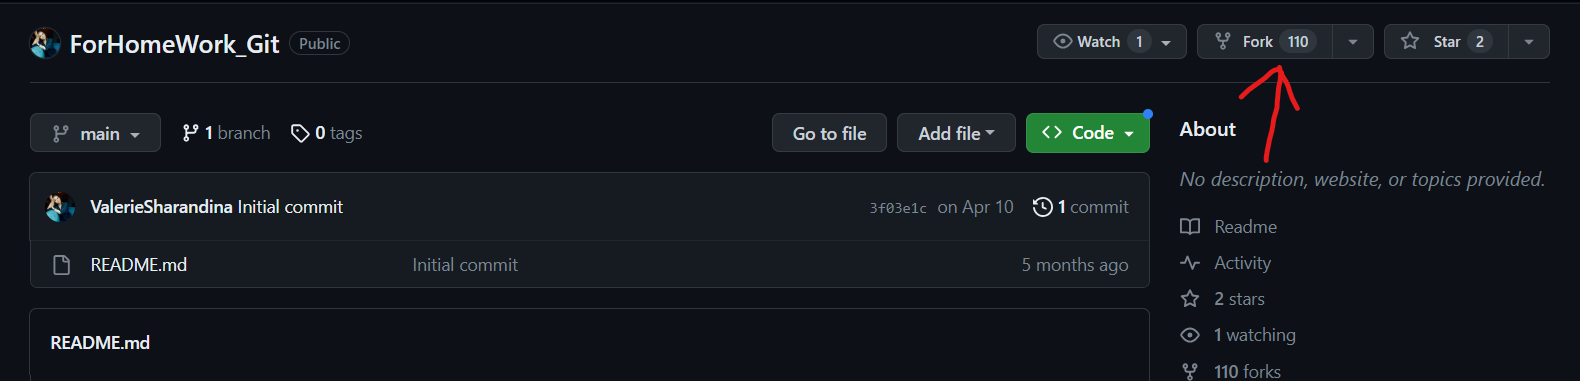 ForHomeWork_Git Public Watch 1 Fork 110 Star 2
main 1 branch 0 tags Go to file Add file Code
About
No description, website, or topics provided.
ValerieSharandina Initial commit 3f03e1c on Apr 10 1 commit
README.md Initial commit 5 months ago
Readme
Activity
2 stars
1 watching
110 forks
README.md